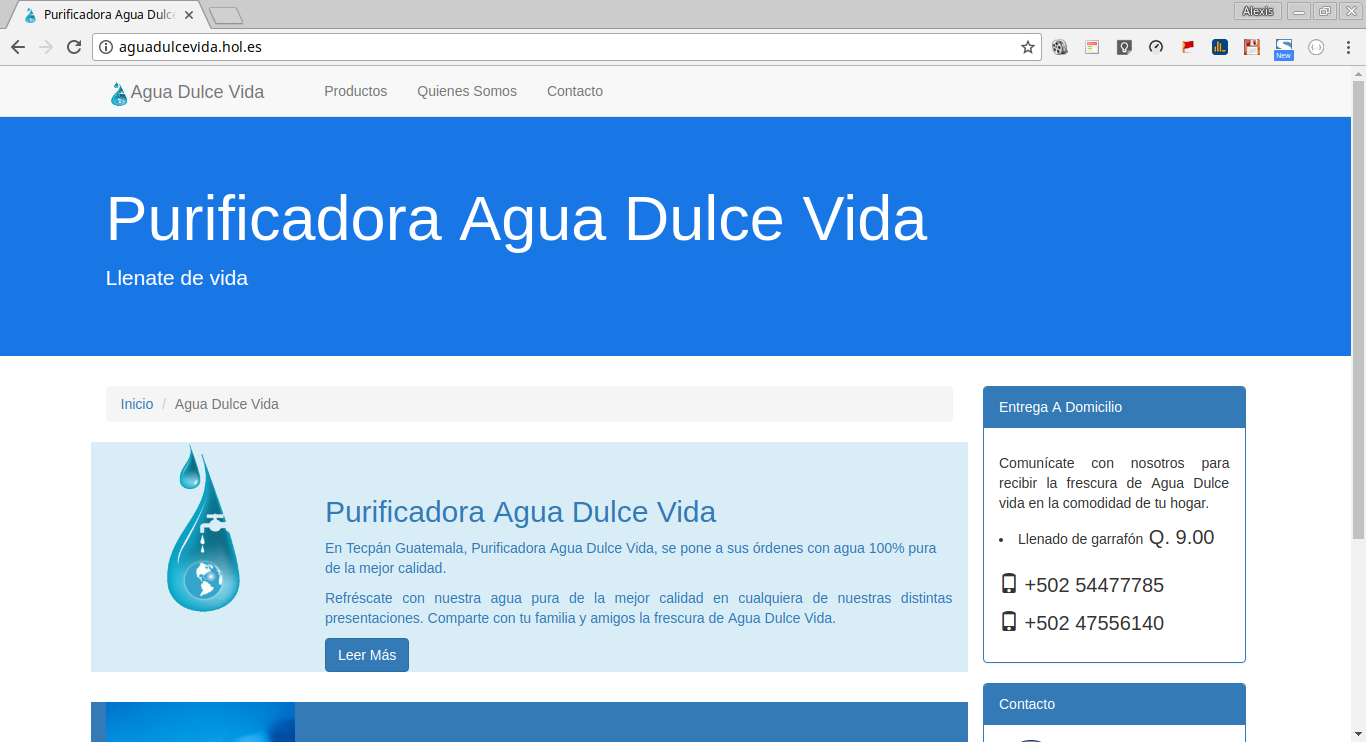 Purificadora Agua Dulce
Alexis
aguadulcevida.hol.es
New
Agua Dulce Vida
Productos
Quienes Somos
Contacto
Purificadora Agua Dulce Vida
Llenate de vida
Inicio / Agua Dulce Vida
Purificadora Agua Dulce Vida
En Tecpán Guatemala, Purificadora Agua Dulce Vida, se pone a sus órdenes con agua 100% pura
de la mejor calidad.
Refréscate con nuestra agua pura de la mejor calidad en cualquiera de nuestras distintas
presentaciones. Comparte con tu familia y amigos la frescura de Agua Dulce Vida.
Leer Más
Entrega A Domicilio
Comunícate con nosotros para
recibir la frescura de Agua Dulce
vida en la comodidad de tu hogar.
• Llenado de garrafón Q. 9.00
+502 54477785
+502 47556140
Contacto